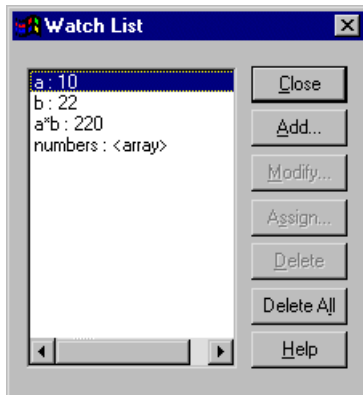 Watch List
a : 10
b : 22
a*b : 220
numbers : <array>
Close
Add...
Modify...
Assign...
Delete
Delete All
Help